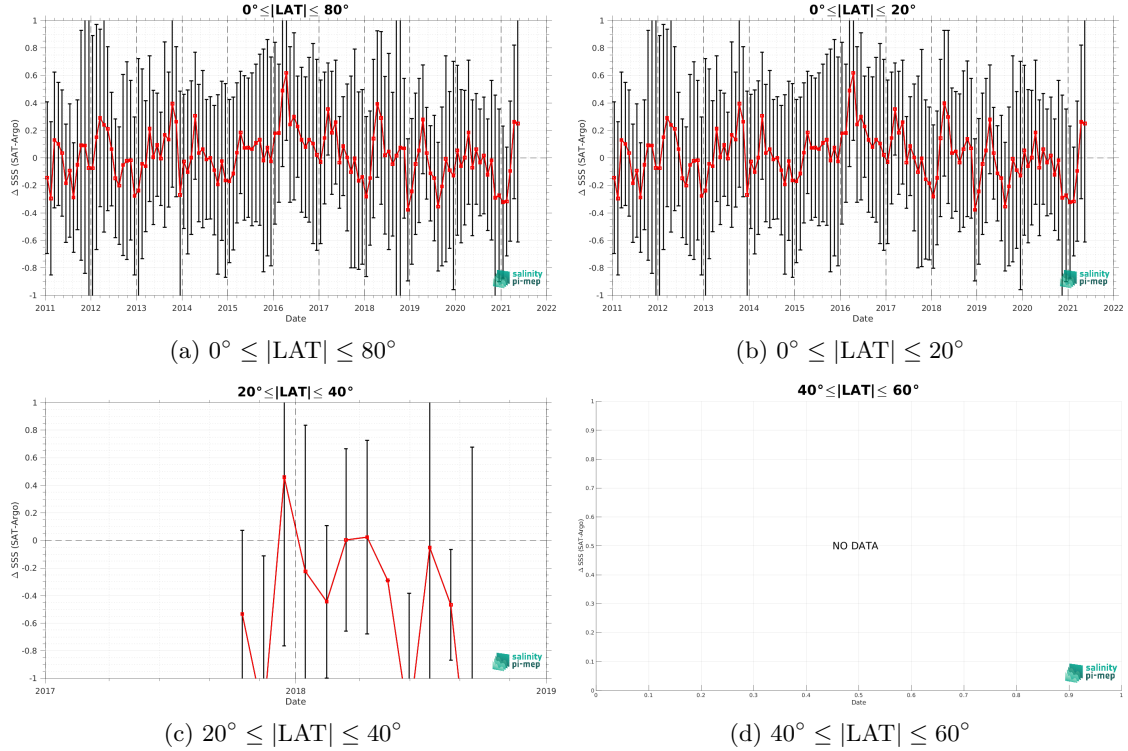 0°≤|LAT|≤ 80°
1
0.8
0.6
0.4
0.2
0
-0.2
-0.4
-0.6
-0.8
-1
Δ SSS (SAT-Argo)
2011 2012 2013 2014 2015 2016 2017 2018 2019 2020 2021 2022
Date
salinity
pi-mep
(a) 0° ≤ |LAT| ≤ 80°
0°≤|LAT|≤ 20°
1
0.8
0.6
0.4
0.2
0
-0.2
-0.4
-0.6
-0.8
-1
Δ SSS (SAT-Argo)
2011 2012 2013 2014 2015 2016 2017 2018 2019 2020 2021 2022
Date
salinity
pi-mep
(b) 0° ≤ |LAT| ≤ 20°
20°≤|LAT|≤ 40°
1
0.8
0.6
0.4
0.2
0
-0.2
-0.4
-0.6
-0.8
-1
Δ SSS (SAT-Argo)
2017 2018 2019
Date
salinity
pi-mep
(c) 20° ≤ |LAT| ≤ 40°
40°≤|LAT|≤ 60°
1
0.9
0.8
0.7
0.6
0.5
0.4
0.3
0.2
0.1
0
Δ SSS (SAT-Argo)
NO DATA
0 0.1 0.2 0.3 0.4 0.5 0.6 0.7 0.8 0.9 1
Date
salinity
pi-mep
(d) 40° ≤ |LAT| ≤ 60°